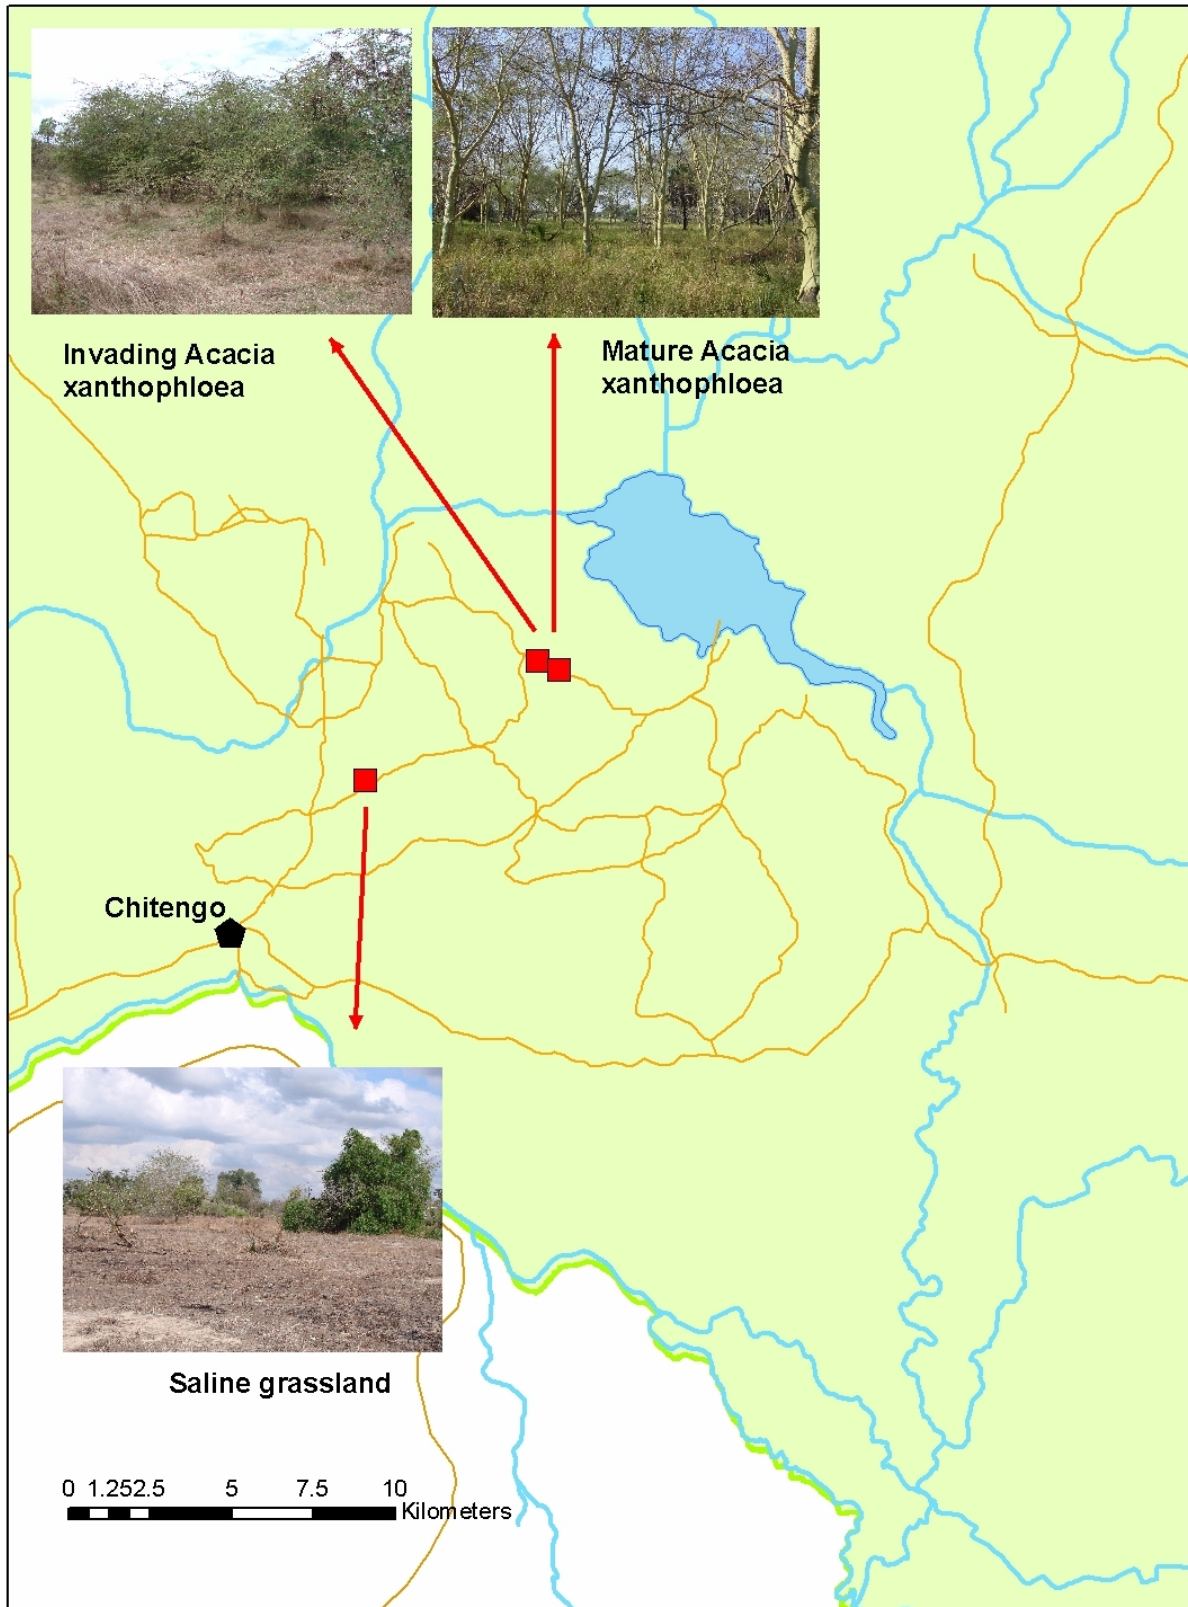 Invading Acacia
xanthophloea
Mature Acacia
xanthophloea
Chitengo
Saline grassland
0 1.252.5 5 7.5 10
Kilometers